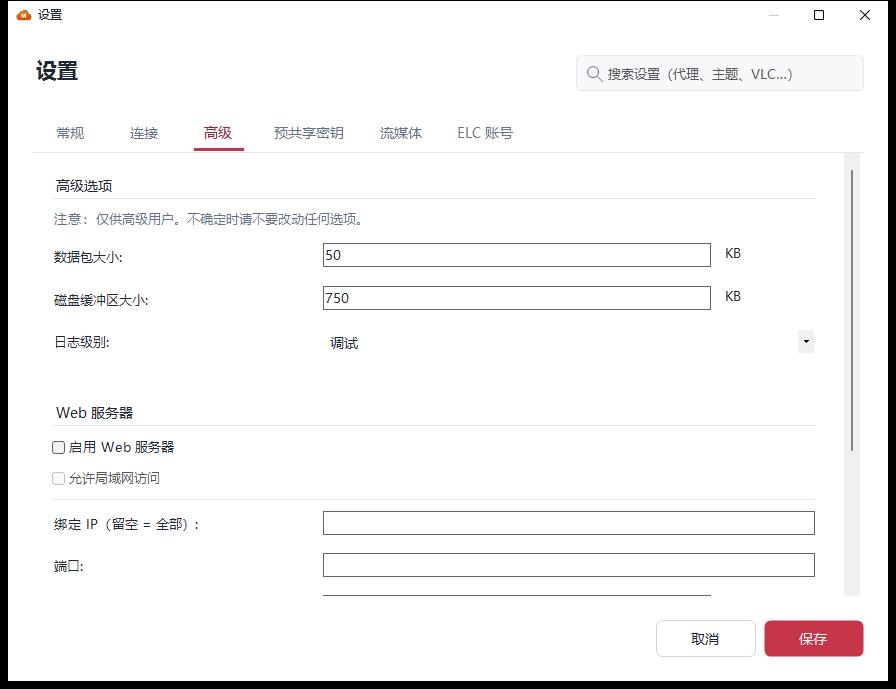 设置
设置
搜索设置（代理、主题、VLC...）
常规 连接 高级 预共享密钥 流媒体 ELC 账号
高级选项
注意：仅供高级用户。不确定时请不要改动任何选项。
数据包大小: 50 KB
磁盘缓冲区大小: 750 KB
日志级别: 调试
Web 服务器
启用 Web 服务器
允许局域网访问
绑定 IP（留空 = 全部）:
端口:
取消 保存